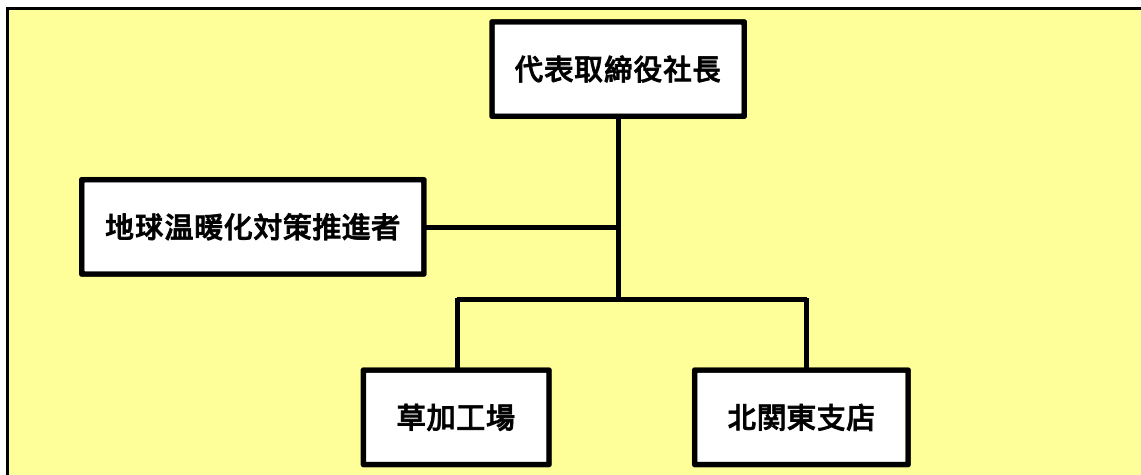 代表取締役社長
地球温暖化対策推進者
草加工場
北関東支店